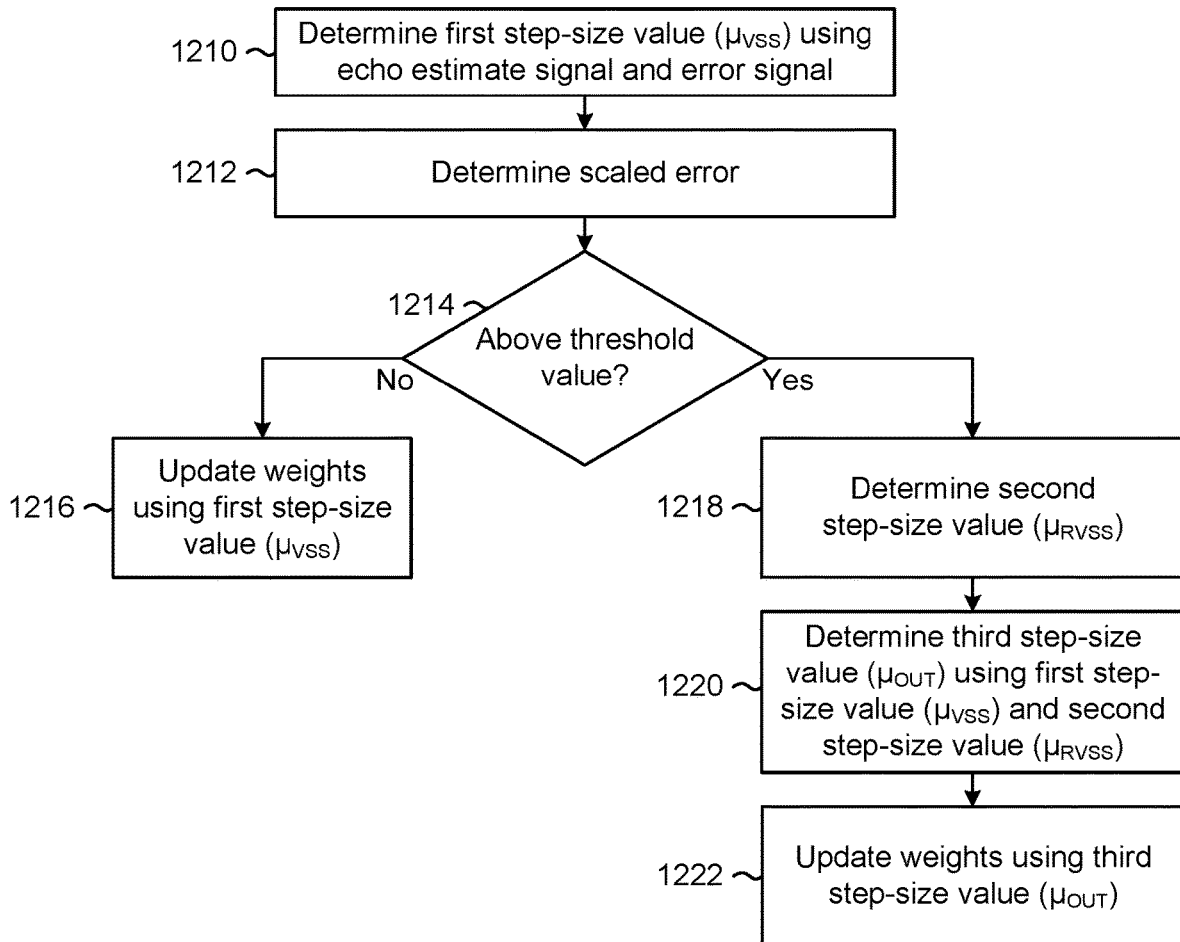 1210
Determine first step-size value (μVSS) using
echo estimate signal and error signal
1212
Determine scaled error
1214
Above threshold
value?
No
Yes
1216
Update weights
using first step-size
value (μVSS)
1218
Determine second
step-size value (μRVSS)
1220
Determine third step-size
value (μOUT) using first step-
size value (μVSS) and second
step-size value (μRVSS)
1222
Update weights using third
step-size value (μOUT)